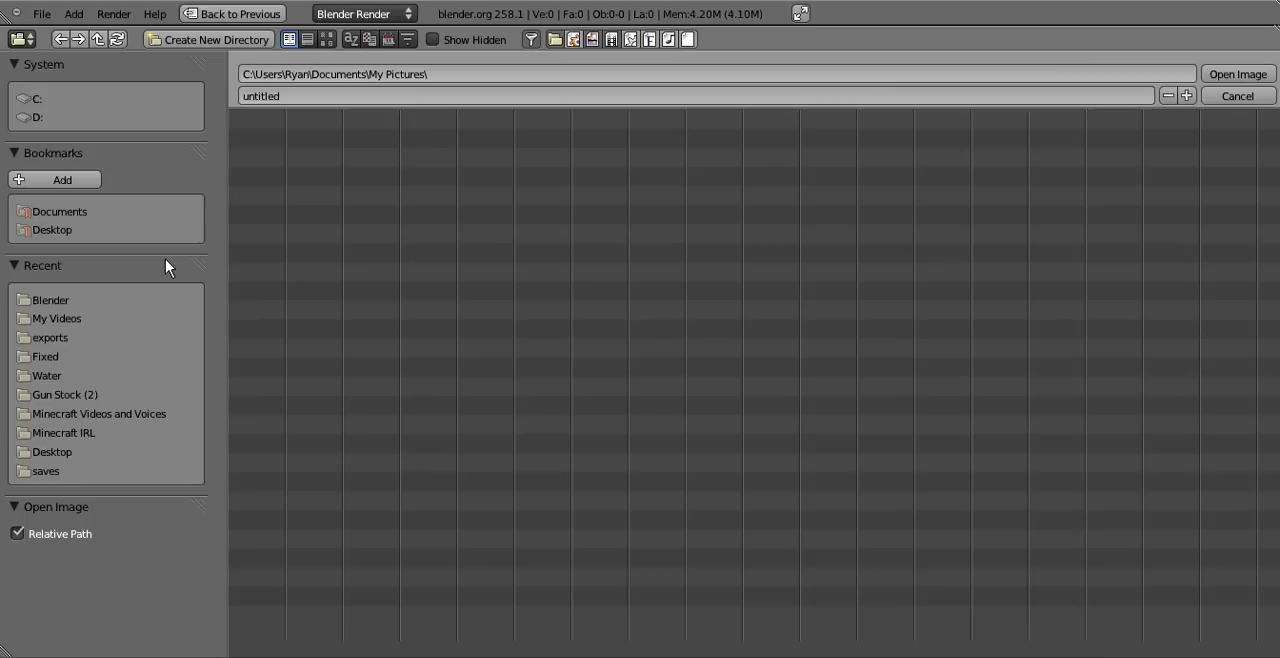 File Add Render Help Back to Previous Blender Render blender.org 258.1 | Ve:0 | Fa:0 | Ob:0-0 | La:0 | Mem:4.20M (4.10M)
Create New Directory Show Hidden
System
C:\Users\Ryan\Documents\My Pictures\ Open Image
untitled Cancel
C:
D:
Bookmarks
Add
Documents
Desktop
Recent
Blender
My Videos
exports
Fixed
Water
Gun Stock (2)
Minecraft Videos and Voices
Minecraft IRL
Desktop
saves
Open Image
Relative Path